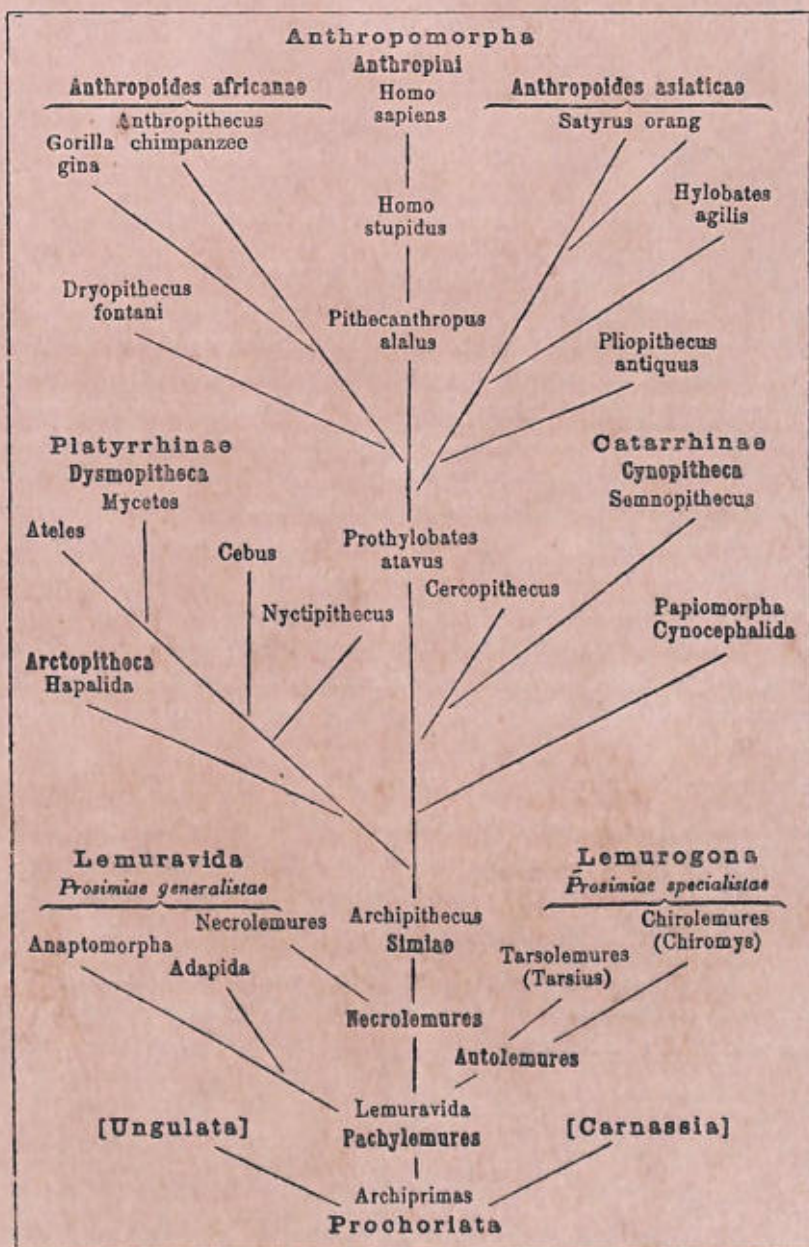 Anthropomorpha
Anthropini
Anthropoides africanae
Homo
sapiens
Anthropoides asiaticae
Anthropithecus
Gorilla chimpanzee
gina
Satyrus orang
Homo
stupidus
Hylobates
agilis
Dryopithecus
fontani
Pithecanthropus
alalus
Pliopithecus
antiquus
Platyrrhinae
Dysmopitheca
Mycetes
Catarrhinae
Cynopitheca
Semnopithecus
Ateles
Cebus
Prothylobates
atavus
Nyctipithecus
Cercopithecus
Papiomorpha
Cynocephalida
Arctopitheca
Hapalida
Lemuravida
Prosimiae generalistae
Lemurogona
Prosimiae specialistae
Necrolemures
Anaptomorpha
Adapida
Archipithecus
Simiae
Chirolemures
(Chiromys)
Tarsolemures
(Tarsius)
Necrolemures
Autolemures
Lemuravida
Pachylemures
[Ungulata]
[Carnassia]
Archiprimas
Prochoriata